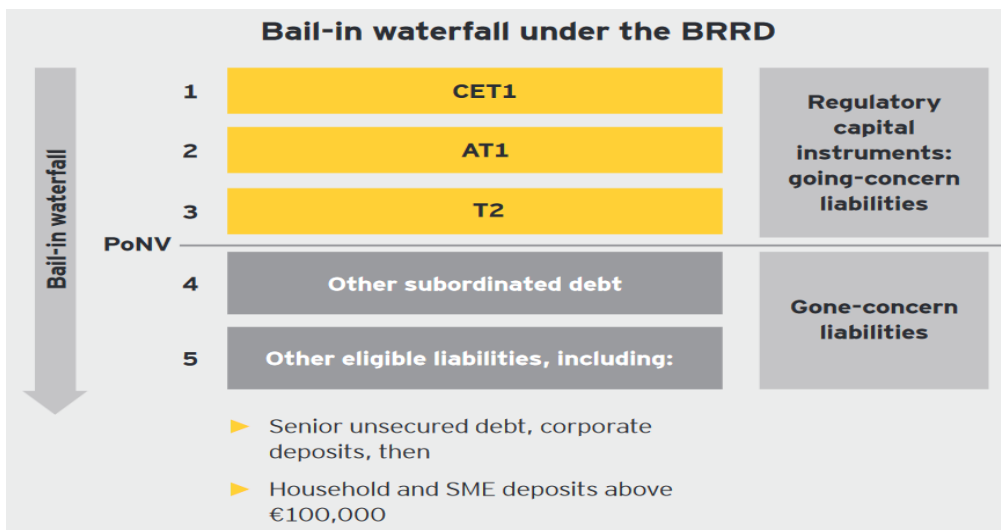 Bail-in waterfall under the BRRD
Bail-in waterfall
1
CET1
2
AT1
3
T2
Regulatory
capital
instruments:
going-concern
liabilities
PoNV
4
Other subordinated debt
5
Other eligible liabilities, including:
Gone-concern
liabilities
► Senior unsecured debt, corporate
deposits, then
► Household and SME deposits above
€100,000